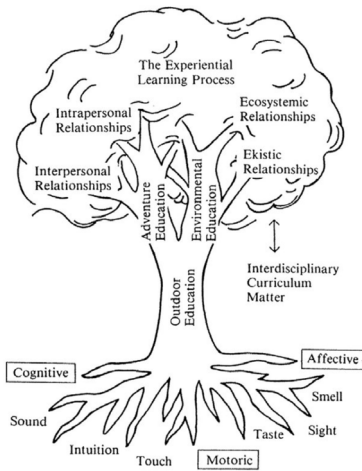 The Experiential
Learning Process
Intrapersonal
Relationships
Ecosystemic
Relationships
Interpersonal
Relationships
Ekistic
Relationships
Adventure
Education
Environmental
Education
Interdisciplinary
Curriculum
Matter
Outdoor
Education
Cognitive
Affective
Sound
Smell
Intuition
Sight
Touch
Motoric
Taste